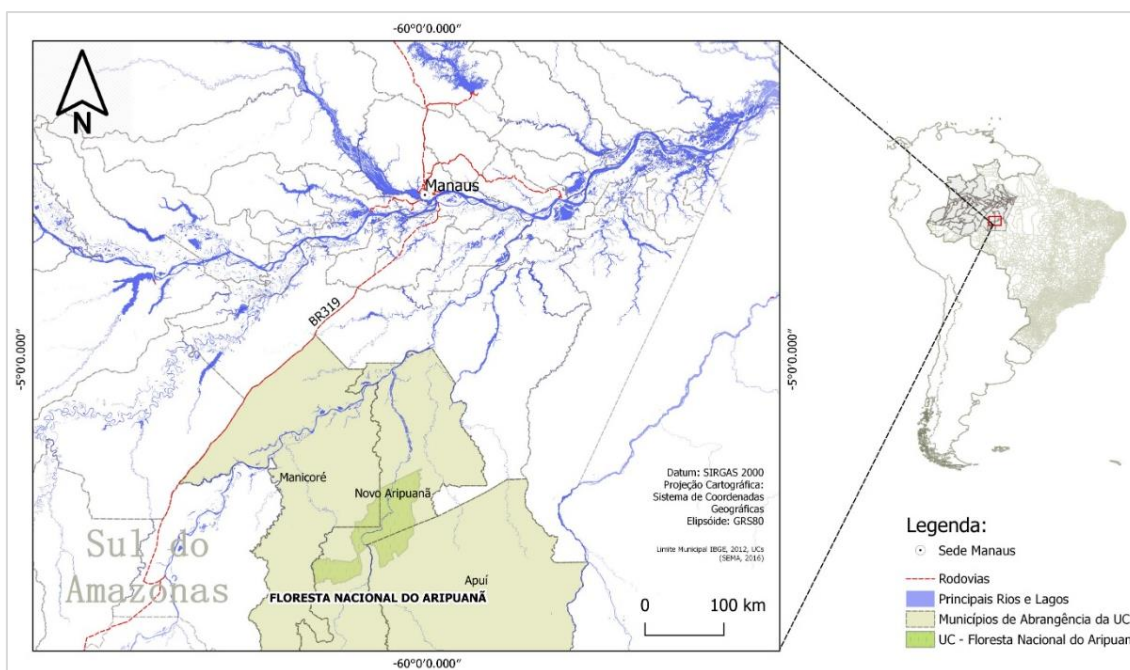 -60°0'0.000"
N
Manaus
BR319
-5°0'0.000"
-5°0'0.000"
Manicoré
Novo Aripuanã
Datum: SIRGAS 2000
Projeção Cartográfica:
Sistema de Coordenadas
Geográficas
Elipsóide: GRS80
Limite Municipal IBGE, 2012, UCs
(SEMA, 2016)
Sul do
Amazonas
Apuí
FLORESTA NACIONAL DO ARIPUANÃ
0 100 km
-60°0'0.000"
Legenda:
Sede Manaus
Rodovias
Principais Rios e Lagos
Municípios de Abrangência da UC
UC - Floresta Nacional do Aripuan